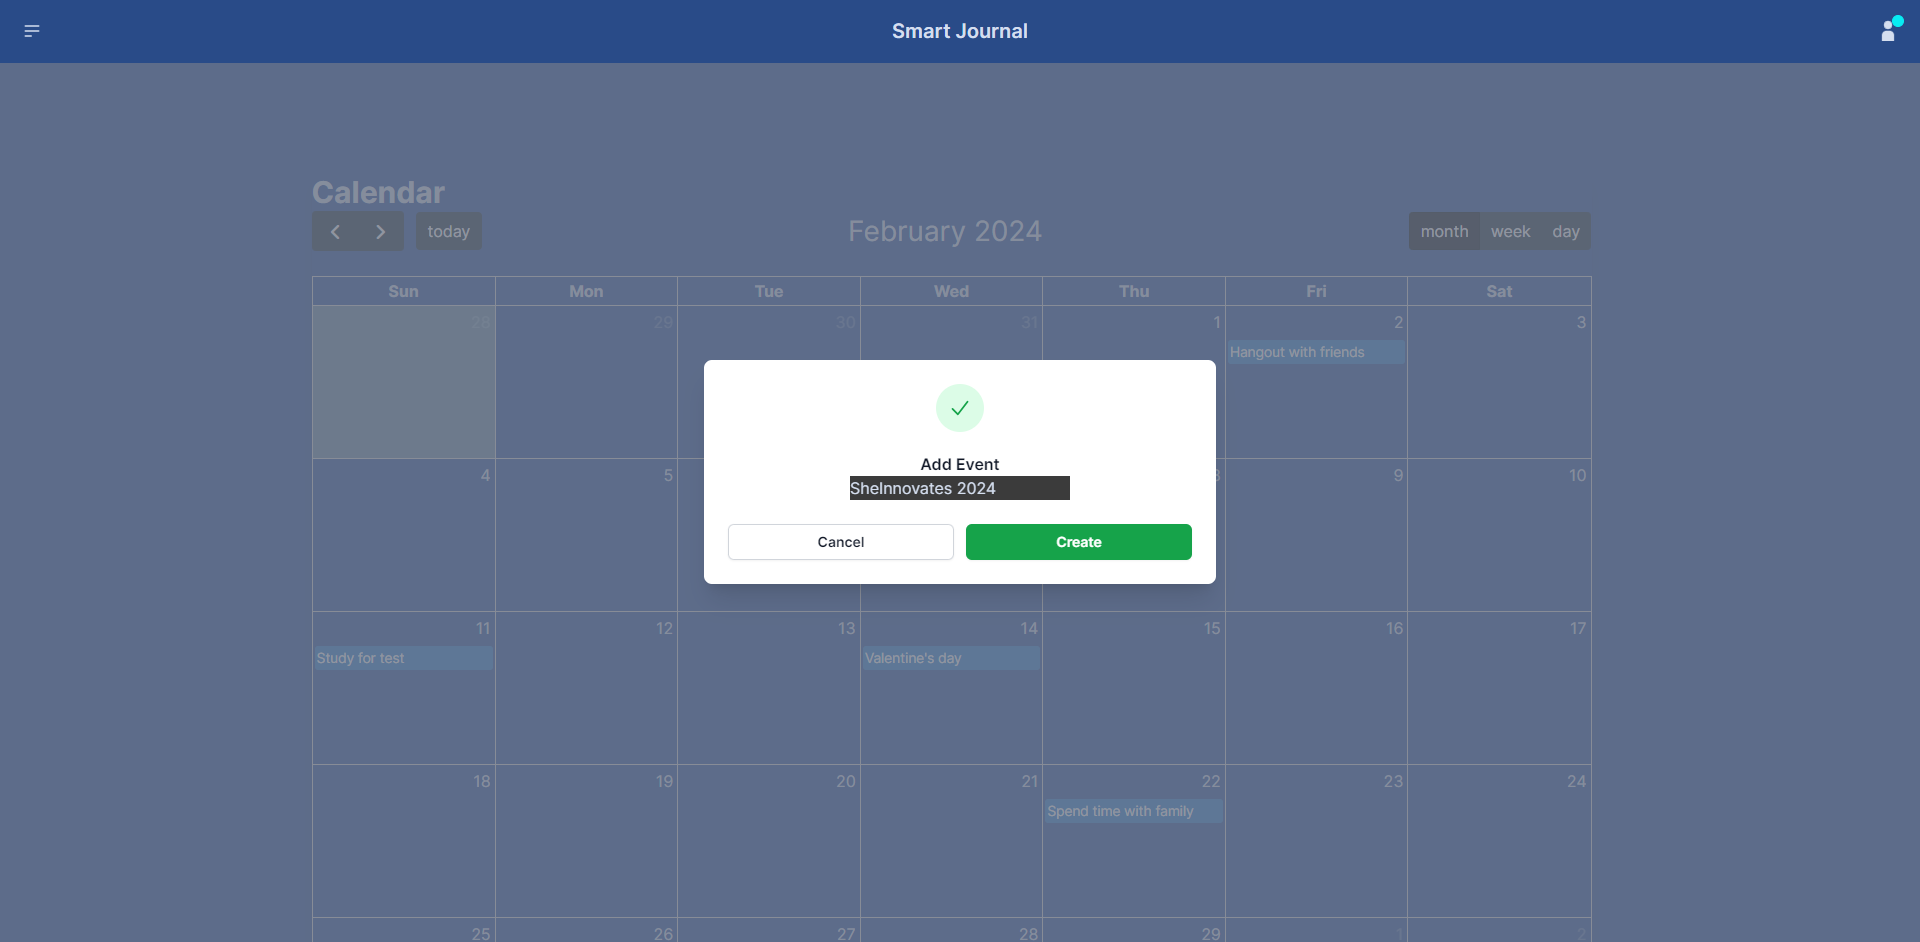 Smart Journal
Calendar
today
February 2024
month week day
Sun Mon Tue Wed Thu Fri Sat
28 29 30 31 1 2 3
Hangout with friends
Add Event
SheInnovates 2024
Cancel Create
4 5 9 10
11 12 13 14 15 16 17
Study for test
Valentine's day
18 19 20 21 22 23 24
Spend time with family
25 26 27 28 29 1 2